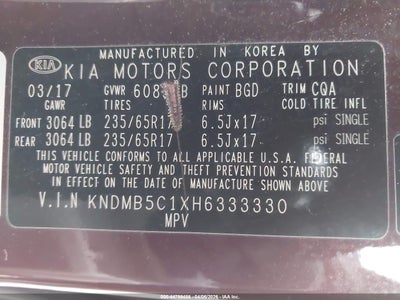 MANUFACTURED IN KOREA BY
KIA KIA MOTORS CORPORATION
03/17 GVWR LB PAINT BGD TRIM CQA
GAWR TIRES RIMS COLD TIRE INFL
FRONT 3064 LB 235/65R17 6.5Jx17 psi SINGLE
REAR 3064 LB 235/65R17 6.5Jx17 psi SINGLE
THIS VEHICLE CONFORMS TO ALL APPLICABLE U.S.A. FEDERAL
MOTOR VEHICLE SAFETY AND THEFT PREVENTION STANDARDS
IN EFFECT ON THE DATE OF MANUFACTURE SHOWN ABOVE.
V.I.N KNDMB5C1XH6333330
MPV